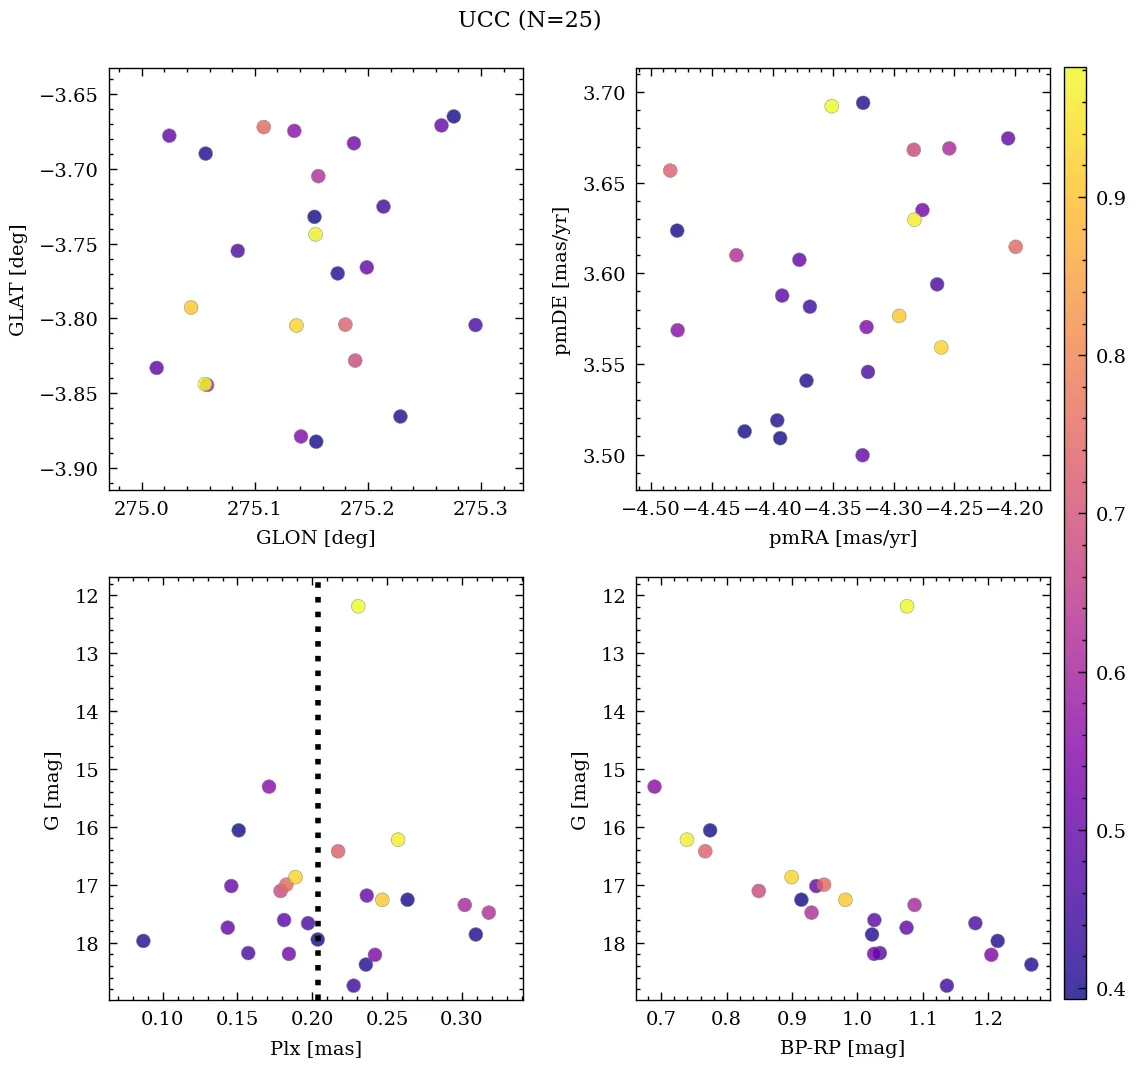 UCC (N=25)
−3.65
−3.70
−3.75
−3.80
−3.85
−3.90
GLAT [deg]
275.0 275.1 275.2 275.3
GLON [deg]
3.70
3.65
3.60
3.55
3.50
pmDE [mas/yr]
−4.50 −4.45 −4.40 −4.35 −4.30 −4.25 −4.20
pmRA [mas/yr]
12
13
14
15
16
17
18
G [mag]
0.10 0.15 0.20 0.25 0.30
Plx [mas]
12
13
14
15
16
17
18
G [mag]
0.7 0.8 0.9 1.0 1.1 1.2
BP-RP [mag]
0.9
0.8
0.7
0.6
0.5
0.4